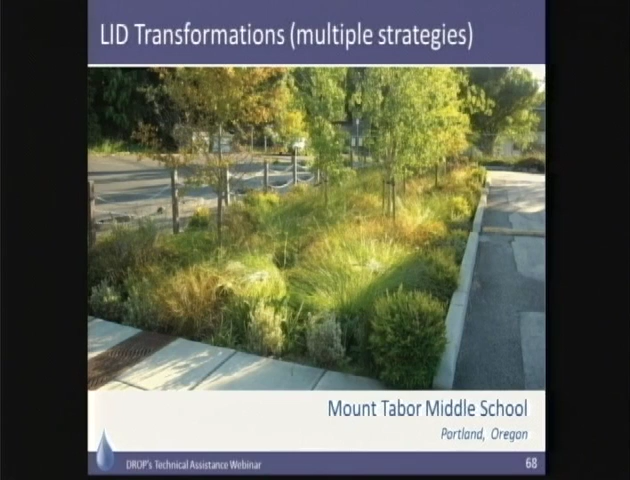 LID Transformations (multiple strategies)
Mount Tabor Middle School
Portland, Oregon
DROP's Technical Assistance Webinar
68